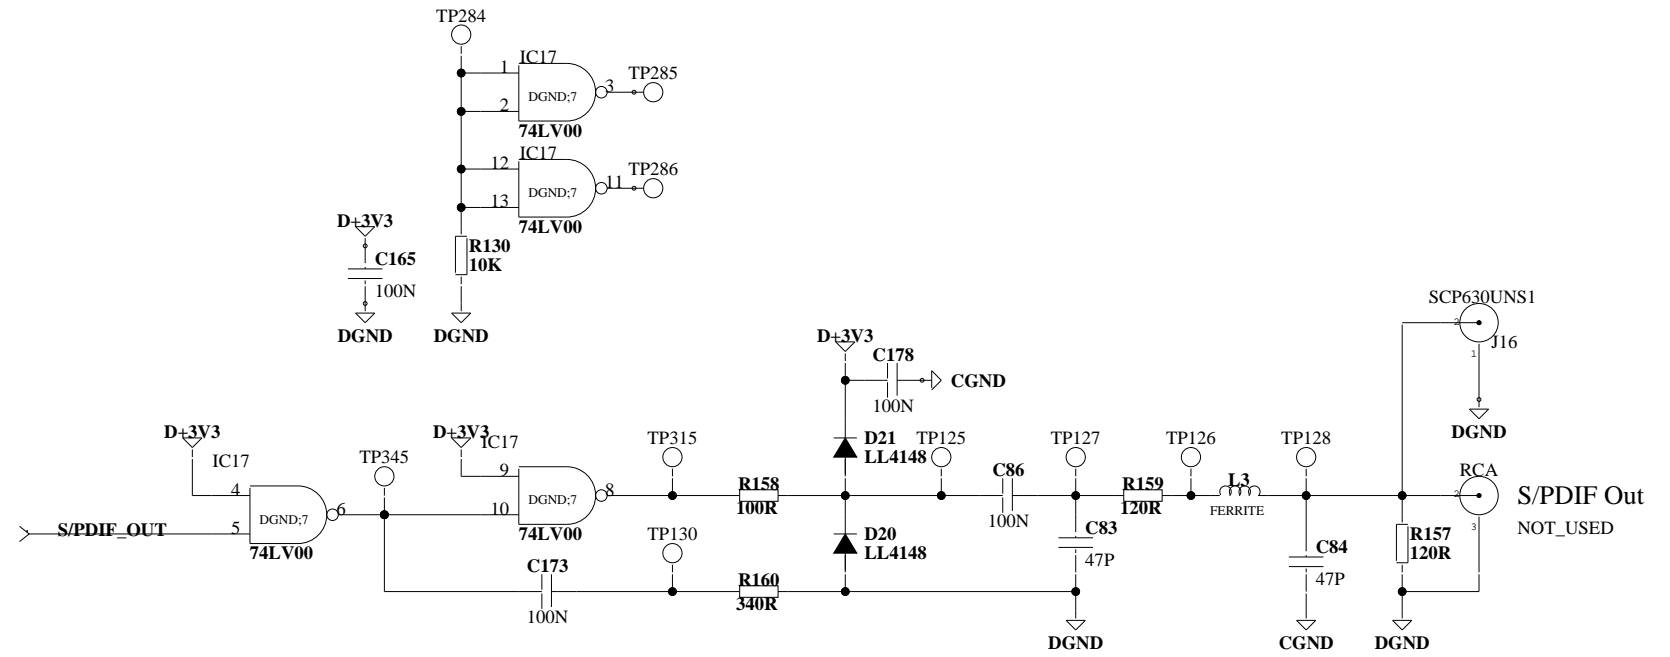 TP284
IC17
1
2
3
TP285
DGND;7
74LV00
IC17
12
13
11
TP286
DGND;7
74LV00
D+3V3
C165
100N
DGND
R130
10K
DGND
SCP630UNS1
2
J16
1
DGND
D+3V3
C178
100N
CGND
D+3V3
IC17
4
5
6
DGND;7
74LV00
S/PDIF_OUT
TP345
D+3V3
IC17
9
10
8
DGND;7
74LV00
TP315
R158
100R
D21
LL4148
TP125
C86
100N
TP127
R159
120R
TP126
L3
FERRITE
TP128
RCA
2
3
S/PDIF Out
NOT_USED
C173
100N
TP130
R160
340R
D20
LL4148
C83
47P
DGND
C84
47P
CGND
R157
120R
DGND